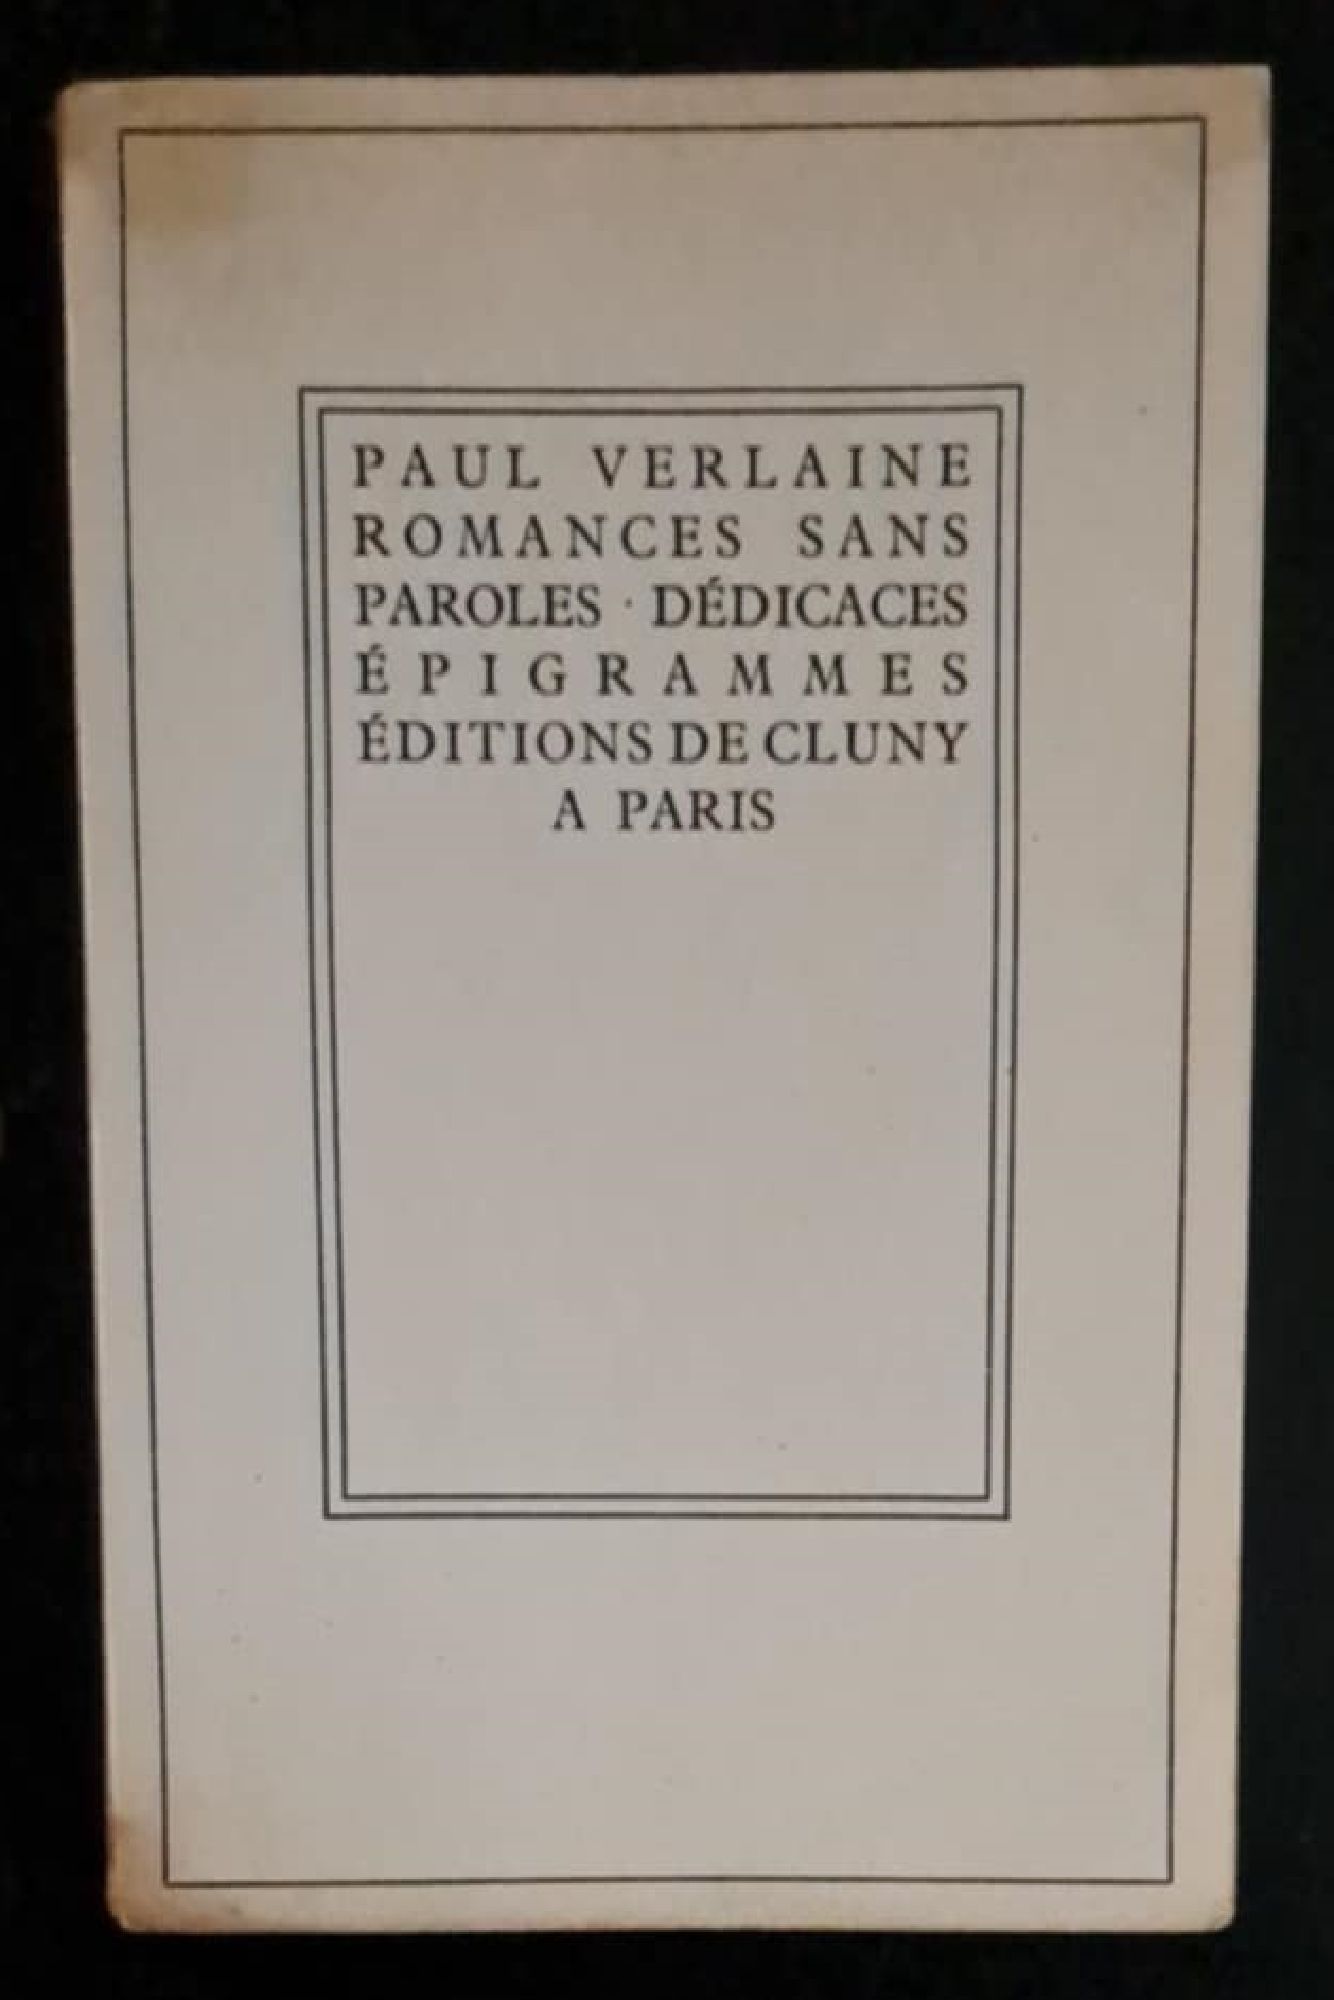 PAUL VERLAINE
ROMANCES SANS
PAROLES · DÉDICACES
ÉPIGRAMMES
ÉDITIONS DE CLUNY
A PARIS